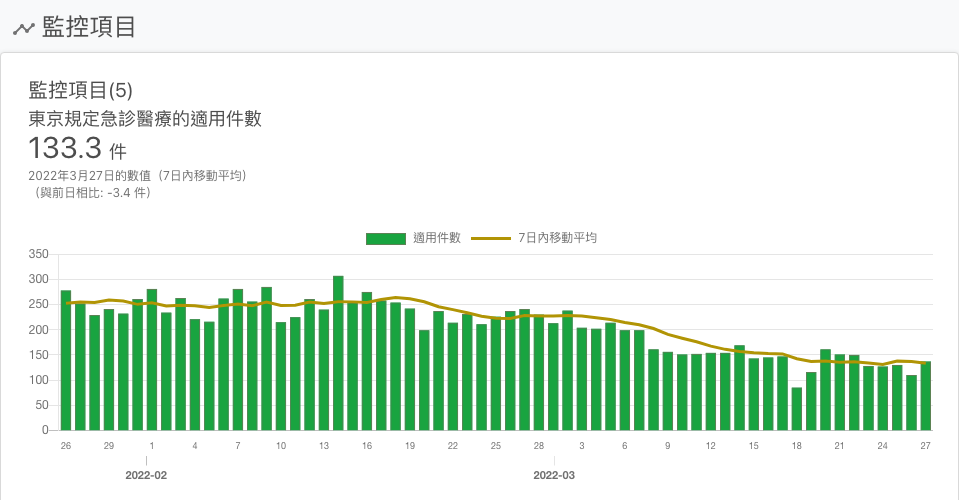 監控項目
監控項目(5)
東京規定急診醫療的適用件數
133.3 件
2022年3月27日的數值（7日內移動平均）
（與前日相比: -3.4 件）
適用件數 7日內移動平均
350
300
250
200
150
100
50
0
26 29 1 4 7 10 13 16 19 22 25 28 3 6 9 12 15 18 21 24 27
2022-02 2022-03